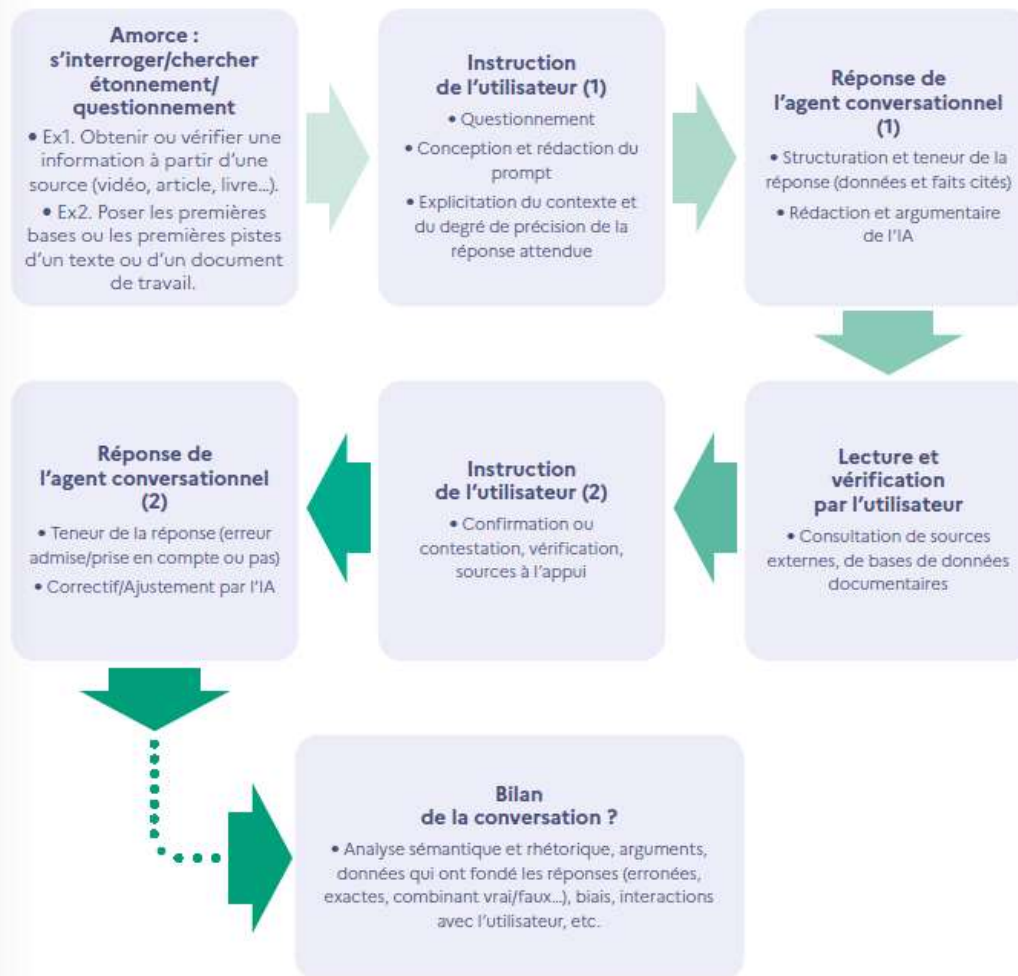 Amorce :
s’interroger/chercher
étonnement/
questionnement
• Ex1. Obtenir ou vérifier une
information à partir d’une
source (vidéo, article, livre…).
• Ex2. Poser les premières
bases ou les premières pistes
d’un texte ou d’un document
de travail.
Instruction
de l’utilisateur (1)
• Questionnement
• Conception et rédaction du
prompt
• Explicitation du contexte et
du degré de précision de la
réponse attendue
Réponse de
l’agent conversationnel
(1)
• Structuration et teneur de la
réponse (données et faits cités)
• Rédaction et argumentaire
de l’IA
Lecture et
vérification
par l’utilisateur
• Consultation de sources
externes, de bases de données
documentaires
Instruction
de l’utilisateur (2)
• Confirmation ou
contestation, vérification,
sources à l’appui
Réponse de
l’agent conversationnel
(2)
• Teneur de la réponse (erreur
admise/prise en compte ou pas)
• Correctif/Ajustement par l’IA
Bilan
de la conversation ?
• Analyse sémantique et rhétorique, arguments,
données qui ont fondé les réponses (erronées,
exactes, combinant vrai/faux…), biais, interactions
avec l’utilisateur, etc.